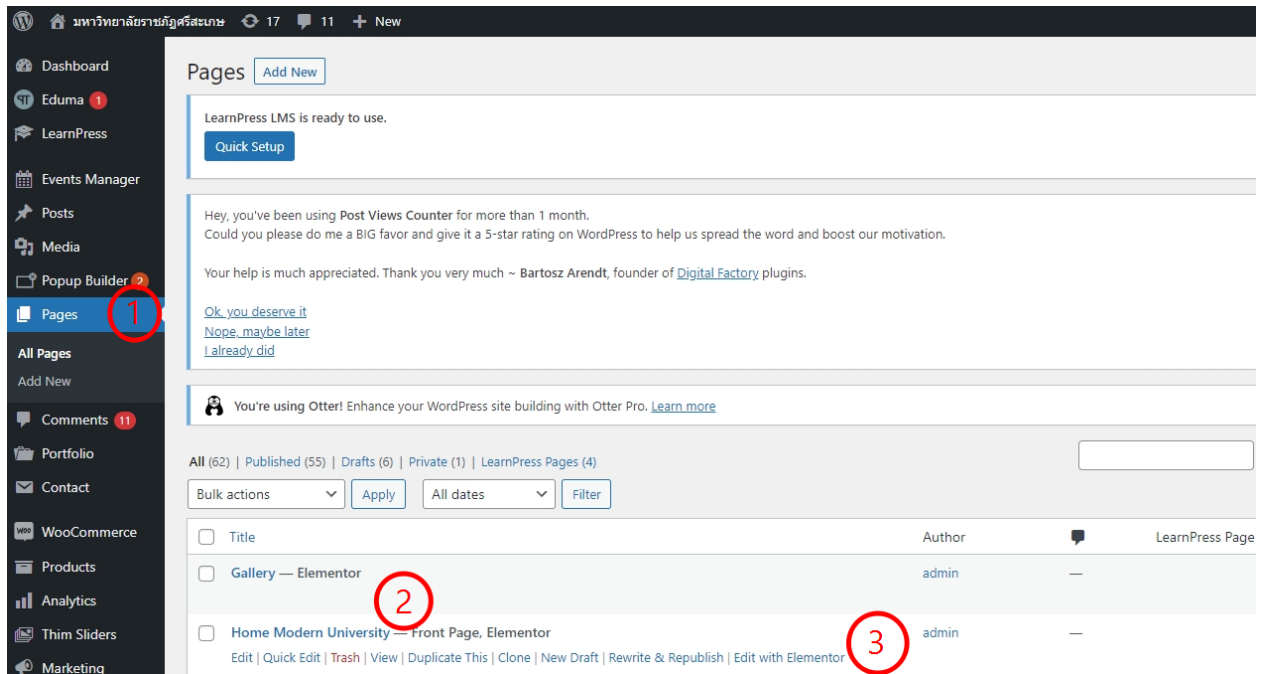 มหาวิทยาลัยราชภัฏศรีสะเกษ 17 11 + New
Dashboard
Eduma 1
LearnPress
Events Manager
Posts
Media
Popup Builder 2
Pages 1
All Pages
Add New
Comments 11
Portfolio
Contact
WooCommerce
Products
Analytics
Thim Sliders
Marketing
Pages Add New
LearnPress LMS is ready to use.
Quick Setup
Hey, you've been using Post Views Counter for more than 1 month.
Could you please do me a BIG favor and give it a 5-star rating on WordPress to help us spread the word and boost our motivation.
Your help is much appreciated. Thank you very much ~ Bartosz Arendt, founder of Digital Factory plugins.
Ok, you deserve it
Nope, maybe later
I already did
You're using Otter! Enhance your WordPress site building with Otter Pro. Learn more
All (62) | Published (55) | Drafts (6) | Private (1) | LearnPress Pages (4)
Bulk actions Apply All dates Filter
Title Author LearnPress Page
Gallery — Elementor admin —
2
Home Modern University — Front Page, Elementor admin —
3
Edit | Quick Edit | Trash | View | Duplicate This | Clone | New Draft | Rewrite & Republish | Edit with Elementor